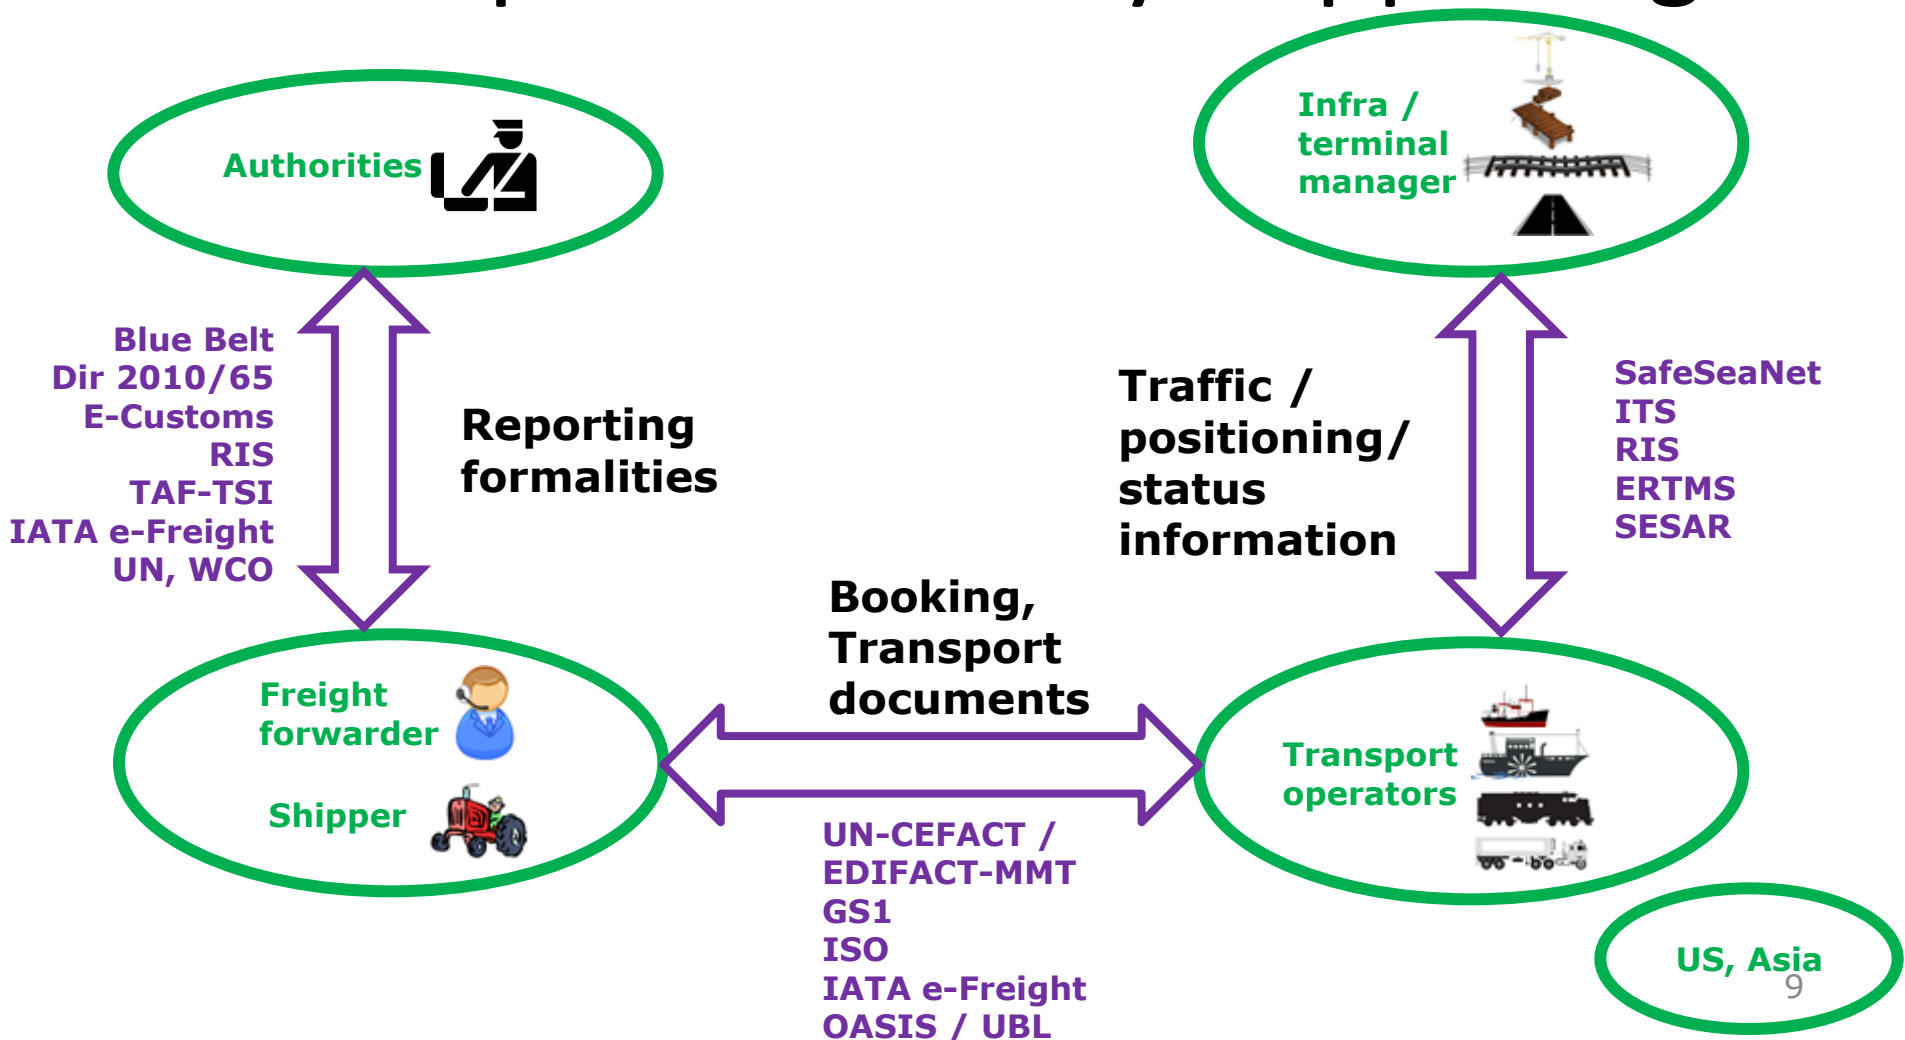 Authorities
Infra /
terminal
manager
Blue Belt
Dir 2010/65
E-Customs
RIS
TAF-TSI
IATA e-Freight
UN, WCO
Reporting
formalities
Traffic /
positioning/
status
information
SafeSeaNet
ITS
RIS
ERTMS
SESAR
Booking,
Transport
documents
Freight
forwarder
Shipper
Transport
operators
UN-CEFACT /
EDIFACT-MMT
GS1
ISO
IATA e-Freight
OASIS / UBL
US, Asia
9